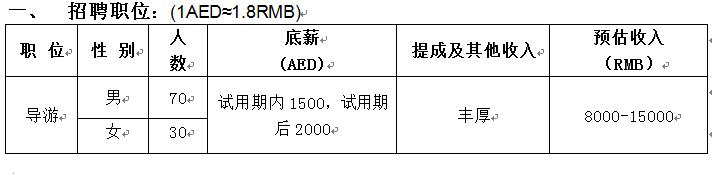 一、 招聘职位：(1AED≈1.8RMB)
职 位 性 别 人数 底薪(AED) 提成及其他收入 预估收入（RMB）
导游 男 70 试用期内1500，试用期后2000 丰厚 8000-15000
女 30